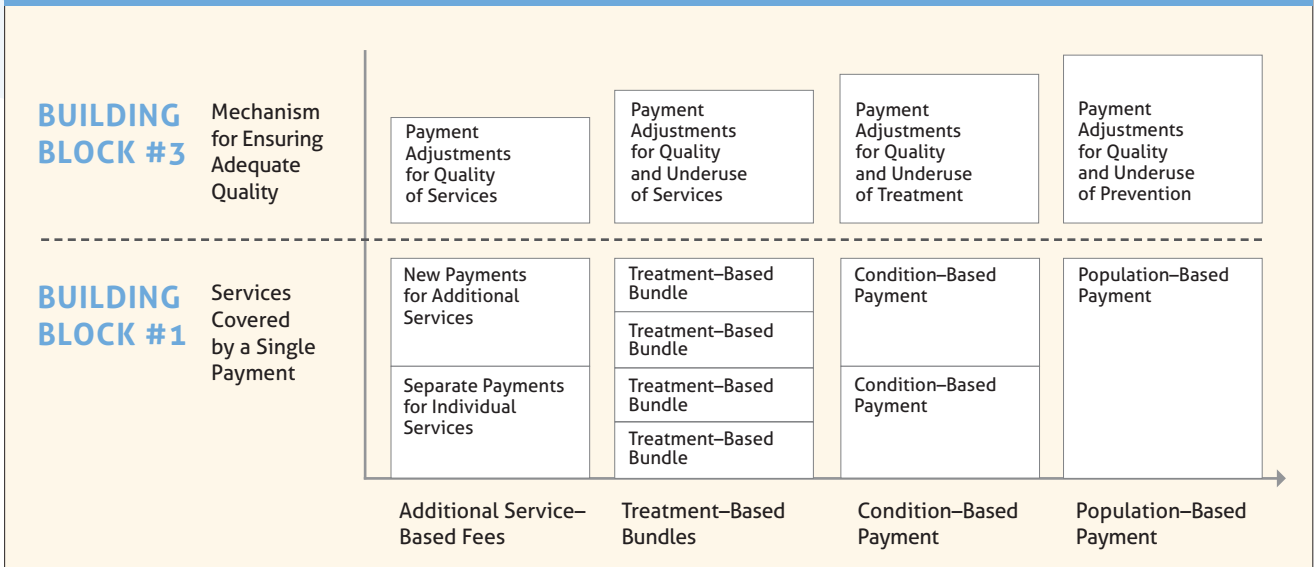 BUILDING
BLOCK #3
Mechanism
for Ensuring
Adequate
Quality
Payment
Adjustments
for Quality
of Services
Payment
Adjustments
for Quality
and Underuse
of Services
Payment
Adjustments
for Quality
and Underuse
of Treatment
Payment
Adjustments
for Quality
and Underuse
of Prevention
BUILDING
BLOCK #1
Services
Covered
by a Single
Payment
New Payments
for Additional
Services
Separate Payments
for Individual
Services
Treatment–Based
Bundle
Treatment–Based
Bundle
Treatment–Based
Bundle
Treatment–Based
Bundle
Condition–Based
Payment
Condition–Based
Payment
Population–Based
Payment
Additional Service–
Based Fees
Treatment–Based
Bundles
Condition–Based
Payment
Population–Based
Payment